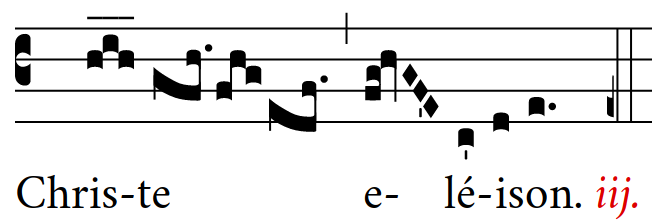 Chris-te e- lé-ison. iij.